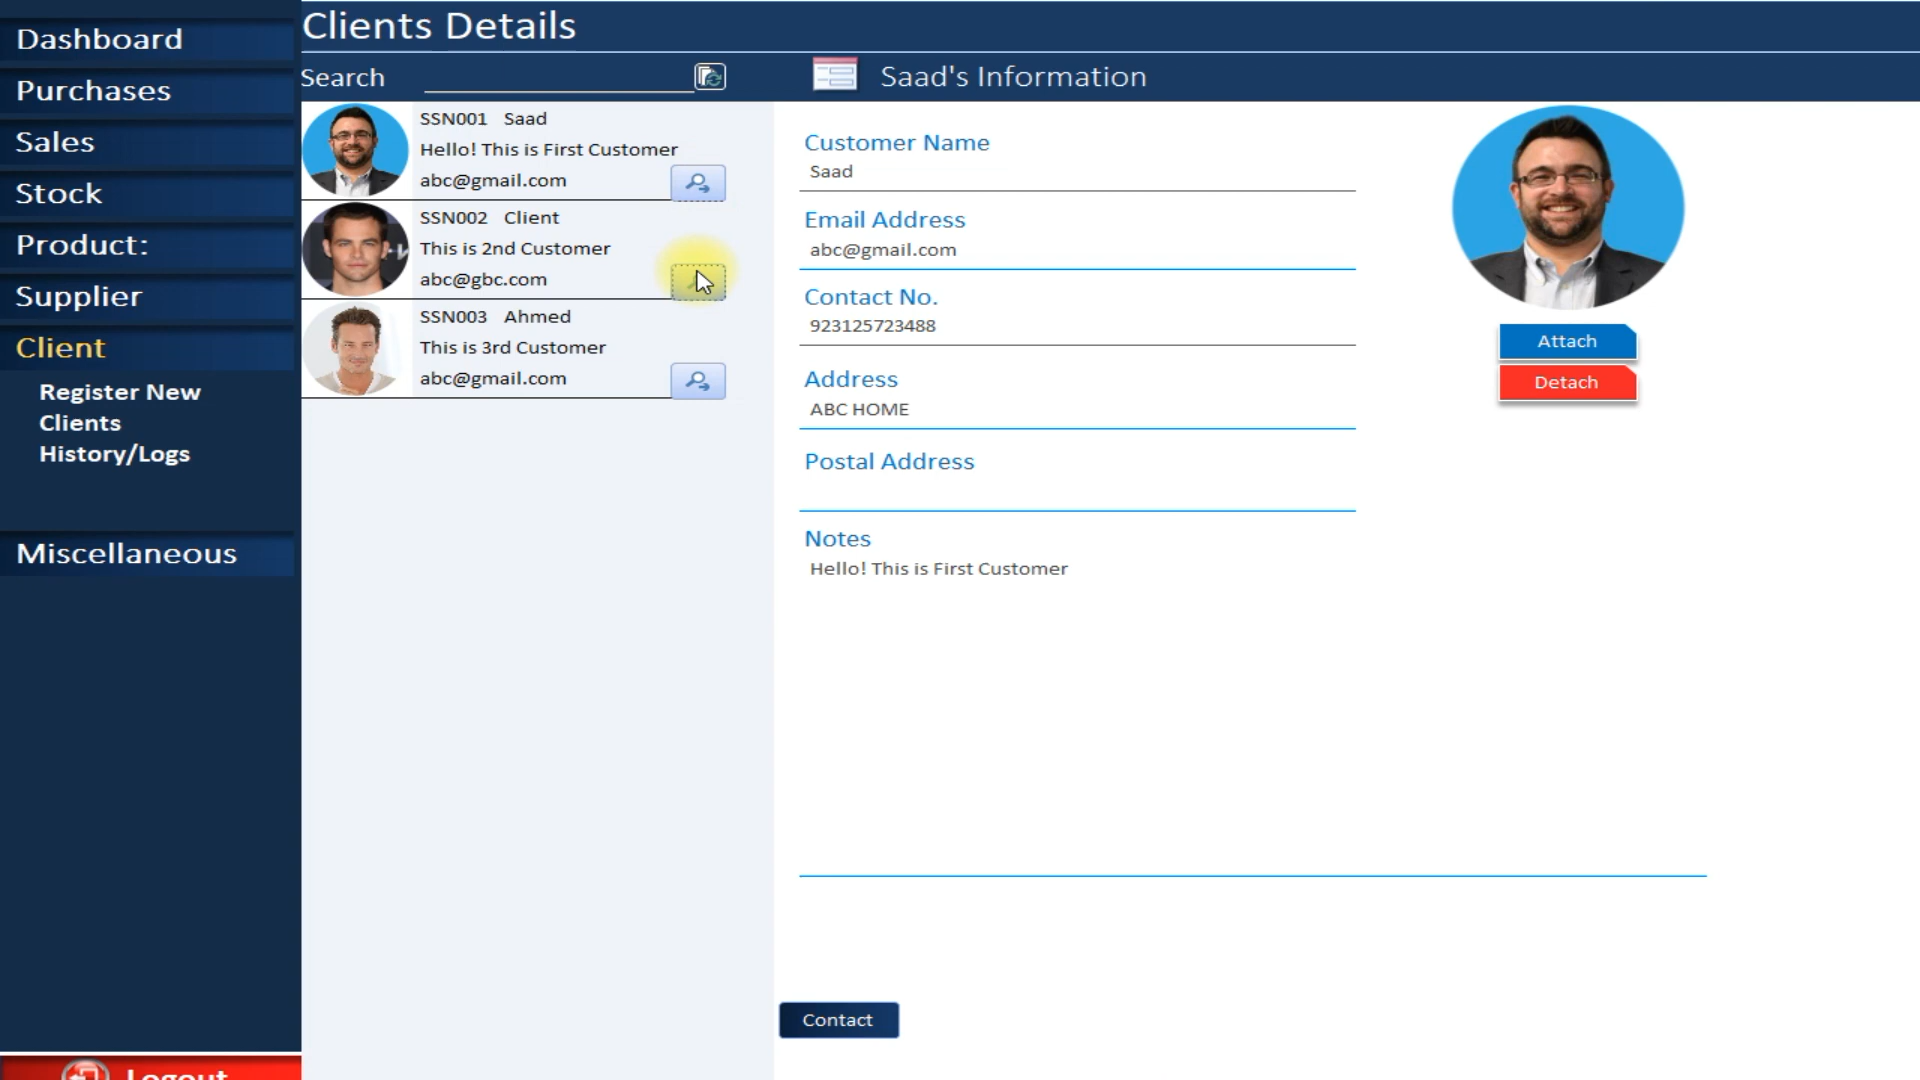 Dashboard
Purchases
Sales
Stock
Product:
Supplier
Client
Register New
Clients
History/Logs
Miscellaneous
Logout
Clients Details
Search
SSN001 Saad
Hello! This is First Customer
abc@gmail.com
SSN002 Client
This is 2nd Customer
abc@gbc.com
SSN003 Ahmed
This is 3rd Customer
abc@gmail.com
Saad's Information
Customer Name
Saad
Email Address
abc@gmail.com
Contact No.
923125723488
Address
ABC HOME
Postal Address
Notes
Hello! This is First Customer
Attach
Detach
Contact